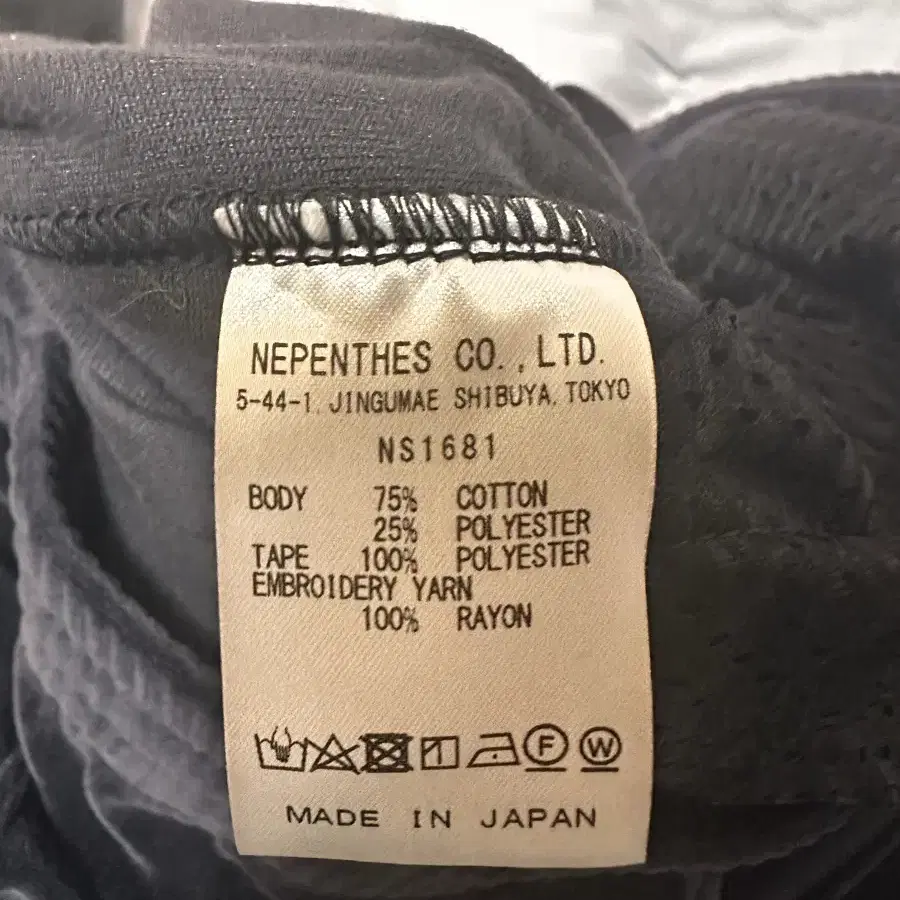 NEPENTHES CO., LTD.
5-44-1, JINGUMAE SHIBUYA, TOKYO
NS1681
BODY 75% COTTON
25% POLYESTER
TAPE 100% POLYESTER
EMBROIDERY YARN
100% RAYON
F W
MADE IN JAPAN